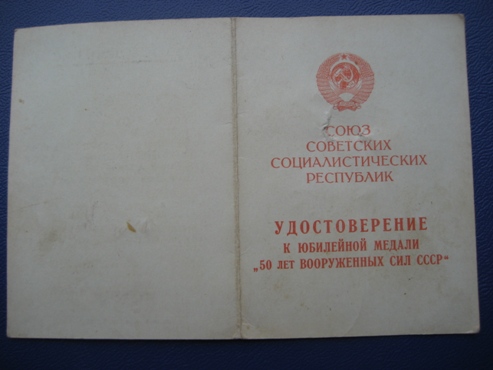 СОЮЗ
СОВЕТСКИХ
СОЦИАЛИСТИЧЕСКИХ
РЕСПУБЛИК
УДОСТОВЕРЕНИЕ
К ЮБИЛЕЙНОЙ МЕДАЛИ
„50 ЛЕТ ВООРУЖЕННЫХ СИЛ СССР“